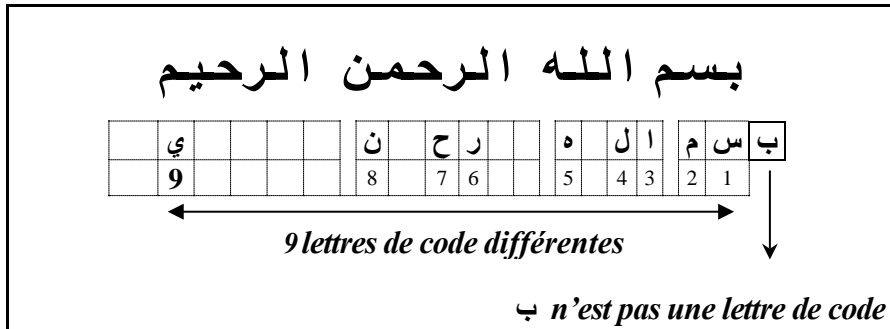 بسم الله الرحمن الرحيم
ب س م ا ل ه ر ح ن ي
1 2 3 4 5 6 7 8 9
9 lettres de code différentes
ب n'est pas une lettre de code